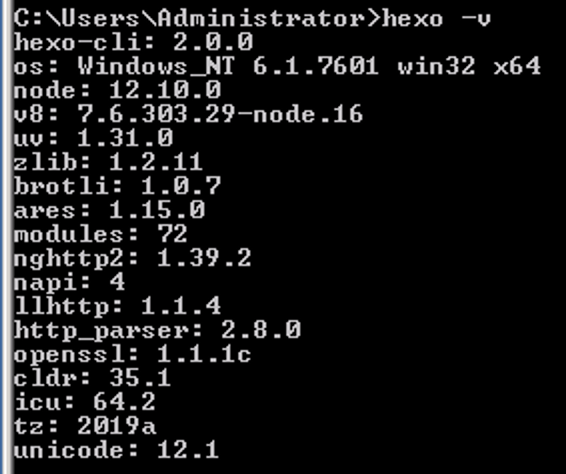 C:\Users\Administrator>hexo -v
hexo-cli: 2.0.0
os: Windows_NT 6.1.7601 win32 x64
node: 12.10.0
v8: 7.6.303.29-node.16
uv: 1.31.0
zlib: 1.2.11
brotli: 1.0.7
ares: 1.15.0
modules: 72
nghttp2: 1.39.2
napi: 4
llhttp: 1.1.4
http_parser: 2.8.0
openssl: 1.1.1c
cldr: 35.1
icu: 64.2
tz: 2019a
unicode: 12.1